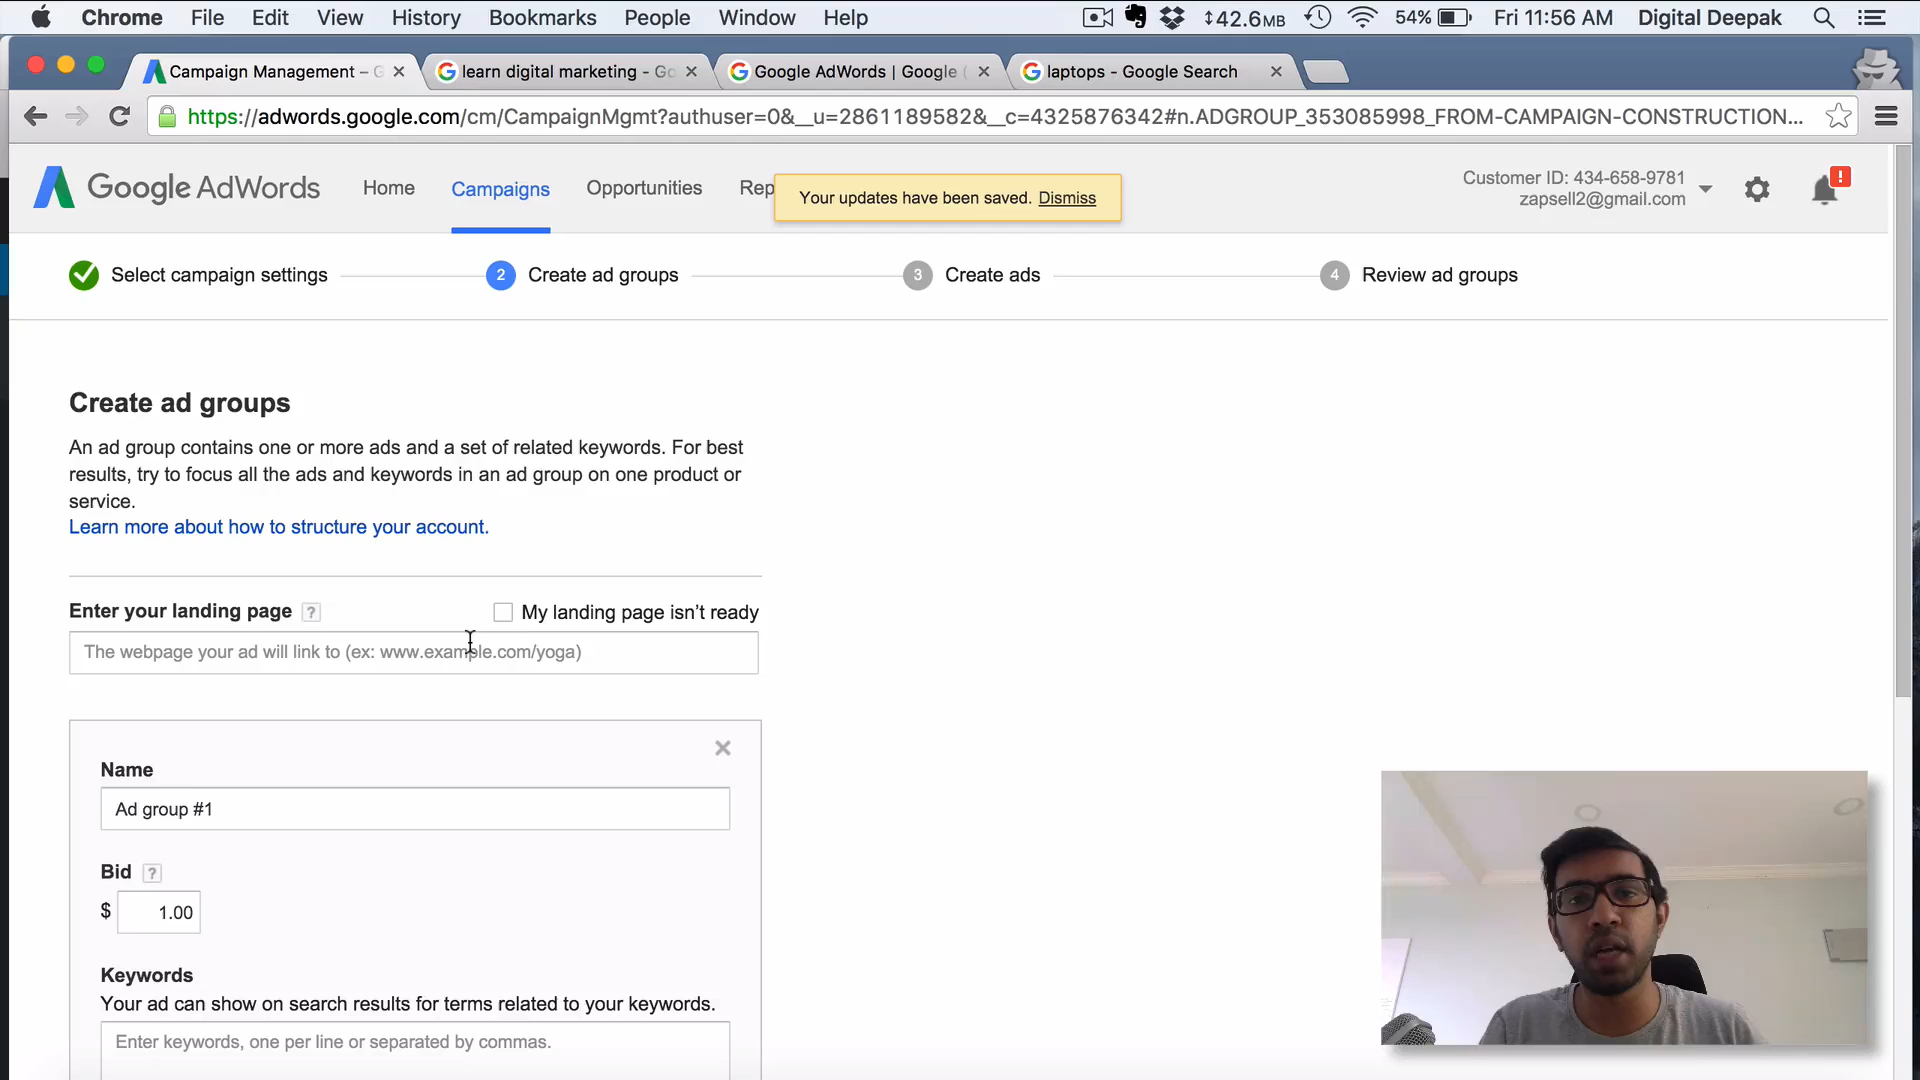 Chrome File Edit View History Bookmarks People Window Help 42.6MB 54% Fri 11:56 AM Digital Deepak
Campaign Management – G learn digital marketing - Go Google AdWords | Google ( laptops - Google Search
https://adwords.google.com/cm/CampaignMgmt?authuser=0&__u=2861189582&__c=4325876342#n.ADGROUP_353085998_FROM-CAMPAIGN-CONSTRUCTION...
Google AdWords Home Campaigns Opportunities Rep
Your updates have been saved. Dismiss
Customer ID: 434-658-9781
zapsell2@gmail.com
!
Select campaign settings 2 Create ad groups 3 Create ads 4 Review ad groups
Create ad groups
An ad group contains one or more ads and a set of related keywords. For best
results, try to focus all the ads and keywords in an ad group on one product or
service.
Learn more about how to structure your account.
Enter your landing page ? My landing page isn't ready
The webpage your ad will link to (ex: www.example.com/yoga)
Name
Ad group #1
Bid ?
$ 1.00
Keywords
Your ad can show on search results for terms related to your keywords.
Enter keywords, one per line or separated by commas.